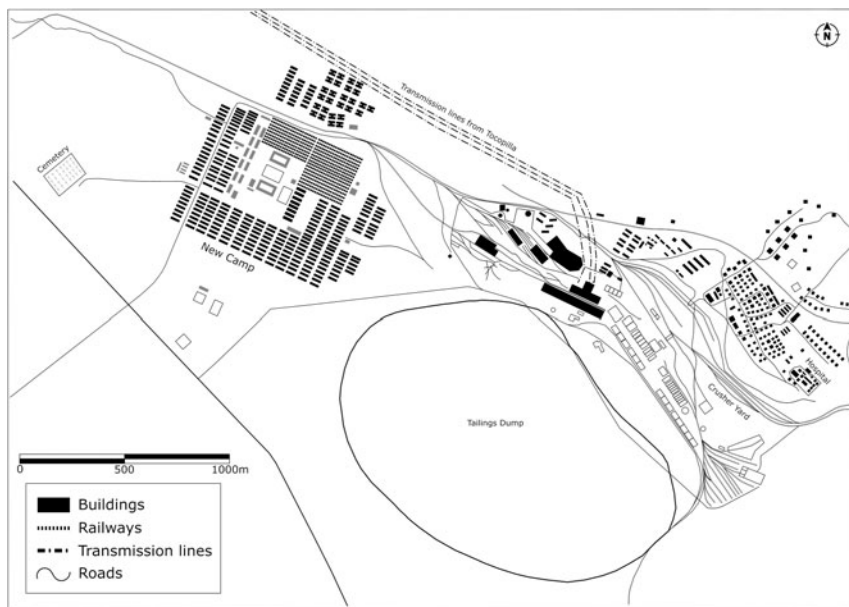 N
Transmission lines from Tocopilla
Cemetery
New Camp
Hospital
Crusher Yard
Tailings Dump
0 500 1000m
Buildings
Railways
Transmission lines
Roads